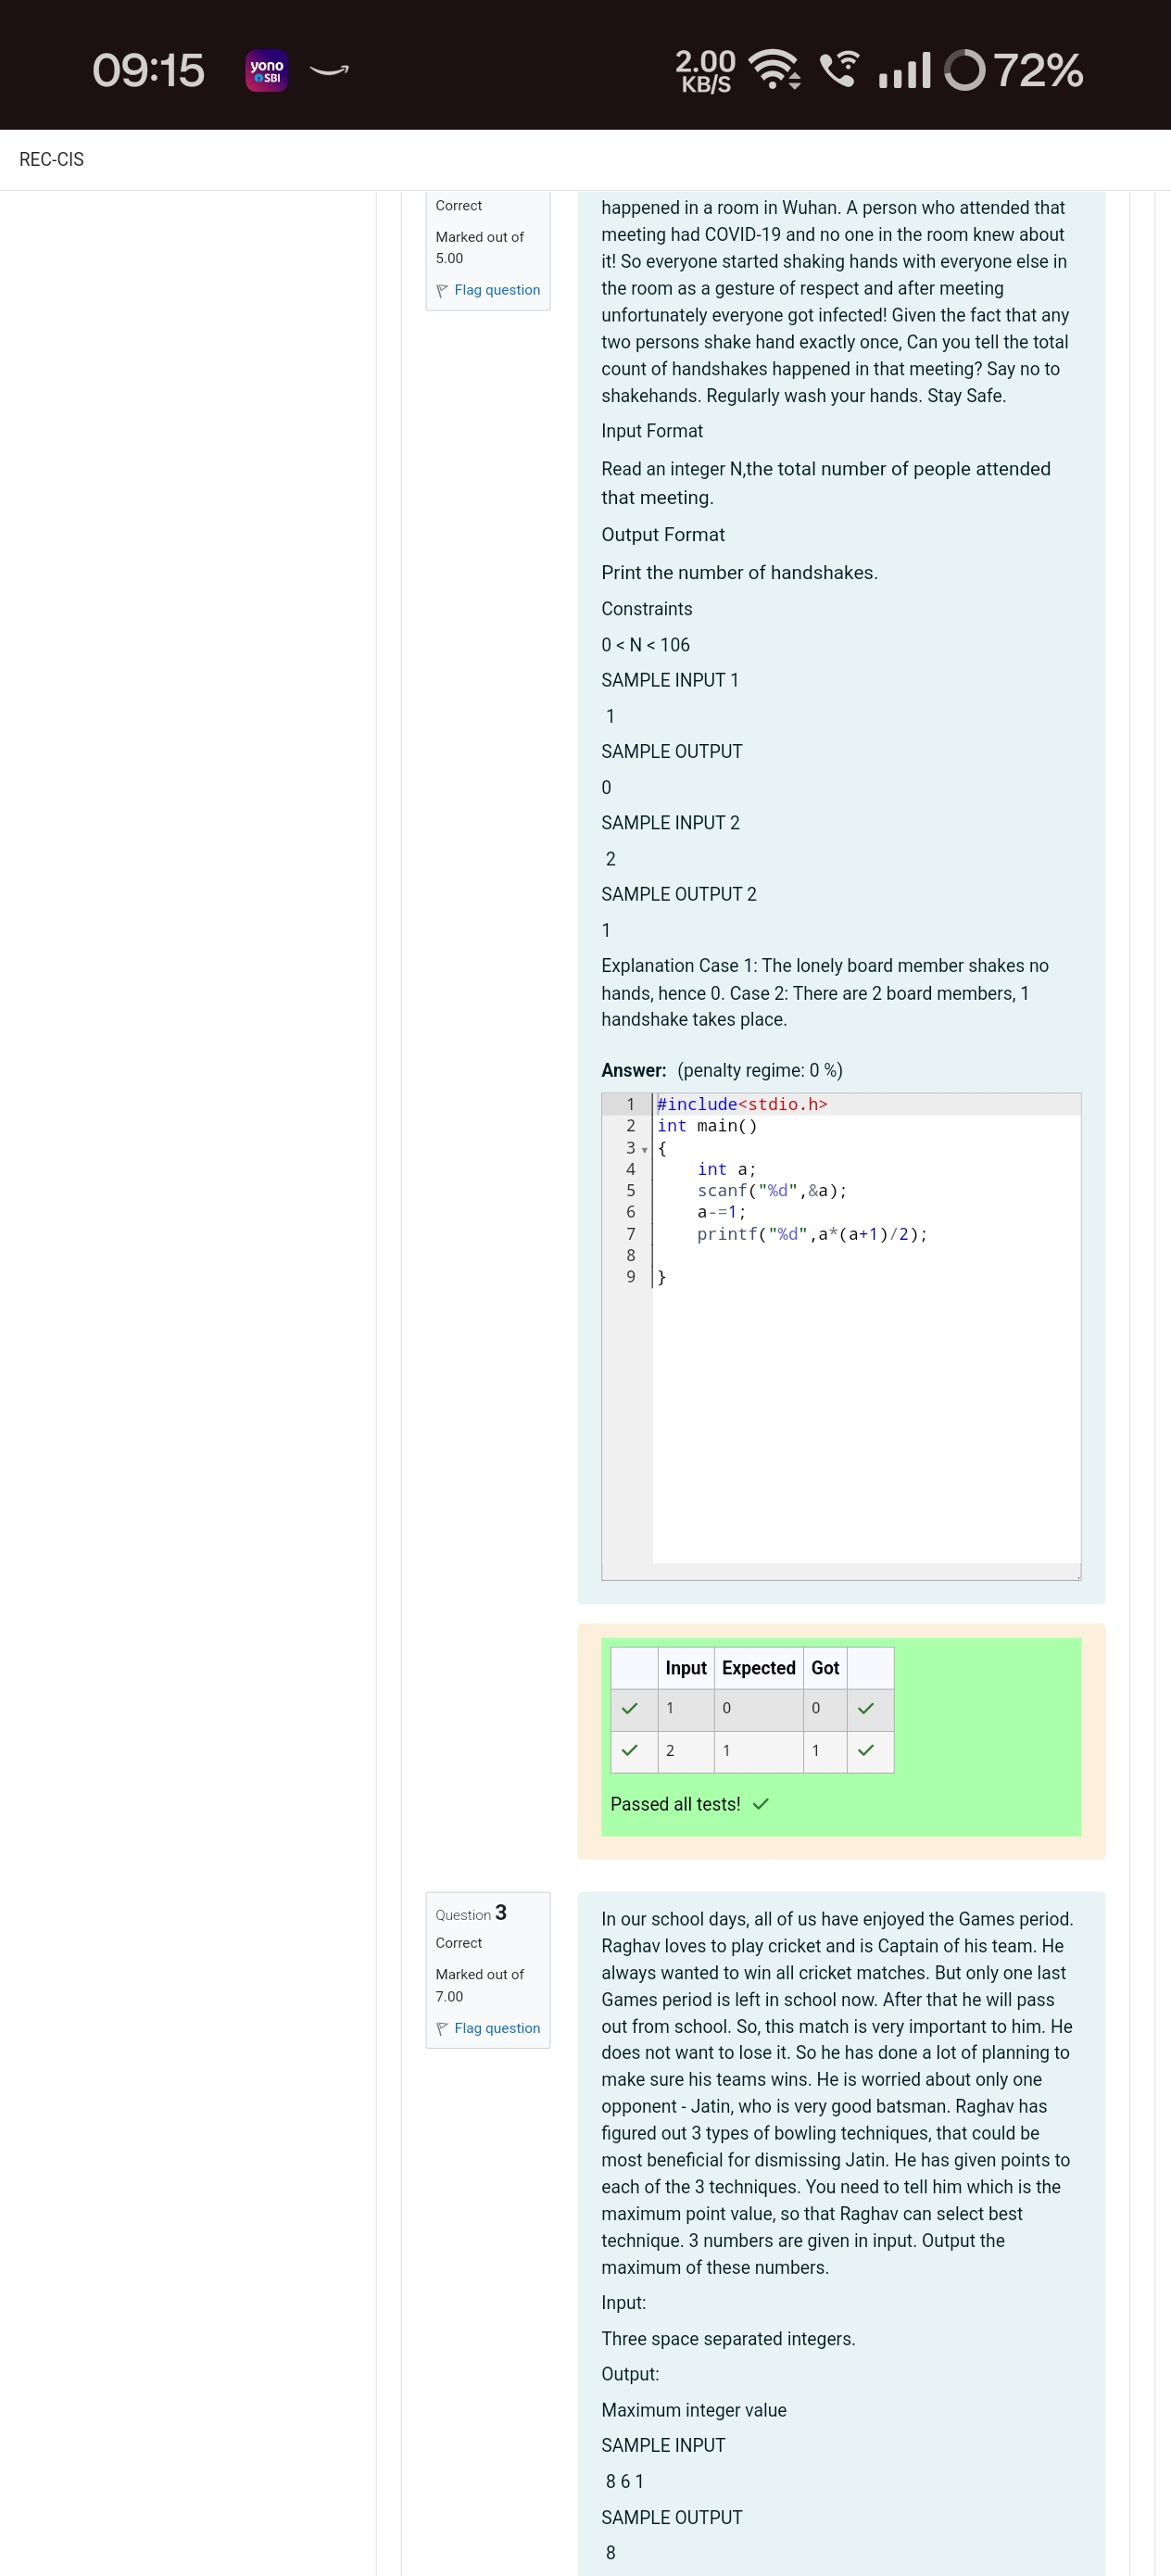 09:15
yono
SBI
2.00
KB/S
72%
REC-CIS
Correct
Marked out of
5.00
Flag question
happened in a room in Wuhan. A person who attended that
meeting had COVID-19 and no one in the room knew about
it! So everyone started shaking hands with everyone else in
the room as a gesture of respect and after meeting
unfortunately everyone got infected! Given the fact that any
two persons shake hand exactly once, Can you tell the total
count of handshakes happened in that meeting? Say no to
shakehands. Regularly wash your hands. Stay Safe.
Input Format
Read an integer N,the total number of people attended
that meeting.
Output Format
Print the number of handshakes.
Constraints
0 < N < 106
SAMPLE INPUT 1
1
SAMPLE OUTPUT
0
SAMPLE INPUT 2
2
SAMPLE OUTPUT 2
1
Explanation Case 1: The lonely board member shakes no
hands, hence 0. Case 2: There are 2 board members, 1
handshake takes place.
Answer: (penalty regime: 0 %)
1 #include<stdio.h>
2 int main()
3 {
4 int a;
5 scanf("%d",&a);
6 a-=1;
7 printf("%d",a*(a+1)/2);
8
9 }
Input Expected Got
1 0 0
2 1 1
Passed all tests!
Question 3
Correct
Marked out of
7.00
Flag question
In our school days, all of us have enjoyed the Games period.
Raghav loves to play cricket and is Captain of his team. He
always wanted to win all cricket matches. But only one last
Games period is left in school now. After that he will pass
out from school. So, this match is very important to him. He
does not want to lose it. So he has done a lot of planning to
make sure his teams wins. He is worried about only one
opponent - Jatin, who is very good batsman. Raghav has
figured out 3 types of bowling techniques, that could be
most beneficial for dismissing Jatin. He has given points to
each of the 3 techniques. You need to tell him which is the
maximum point value, so that Raghav can select best
technique. 3 numbers are given in input. Output the
maximum of these numbers.
Input:
Three space separated integers.
Output:
Maximum integer value
SAMPLE INPUT
8 6 1
SAMPLE OUTPUT
8